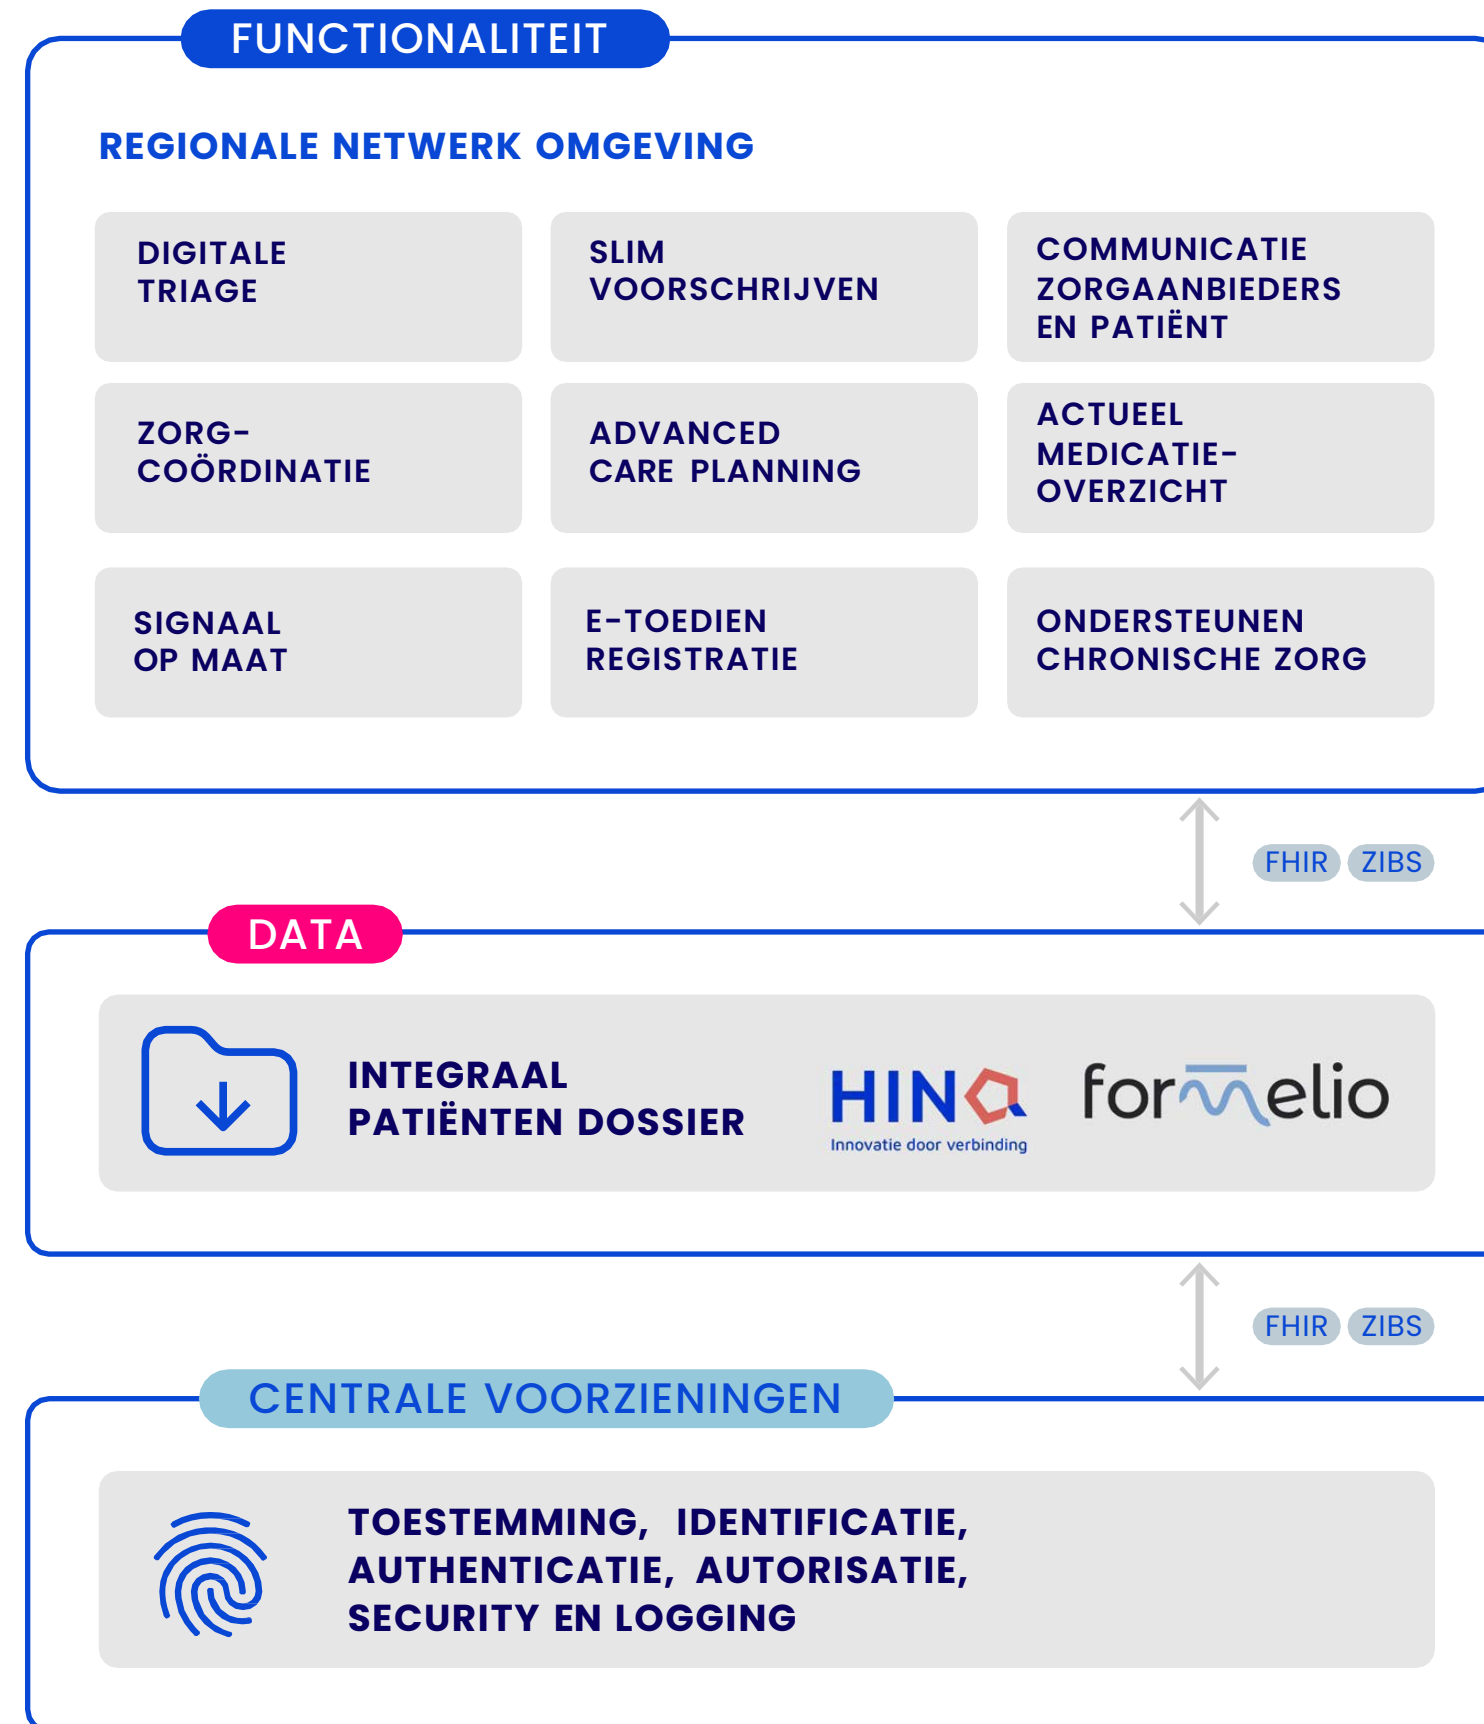 FUNCTIONALITEIT
REGIONALE NETWERK OMGEVING
DIGITALE
TRIAGE
SLIM
VOORSCHRIJVEN
COMMUNICATIE
ZORGAANBIEDERS
EN PATIËNT
ZORG-
COÖRDINATIE
ADVANCED
CARE PLANNING
ACTUEEL
MEDICATIE-
OVERZICHT
SIGNAAL
OP MAAT
E-TOEDIEN
REGISTRATIE
ONDERSTEUNEN
CHRONISCHE ZORG
FHIR ZIBS
DATA
INTEGRAAL
PATIËNTEN DOSSIER
HINQ
Innovatie door verbinding
formelio
FHIR ZIBS
CENTRALE VOORZIENINGEN
TOESTEMMING, IDENTIFICATIE,
AUTHENTICATIE, AUTORISATIE,
SECURITY EN LOGGING